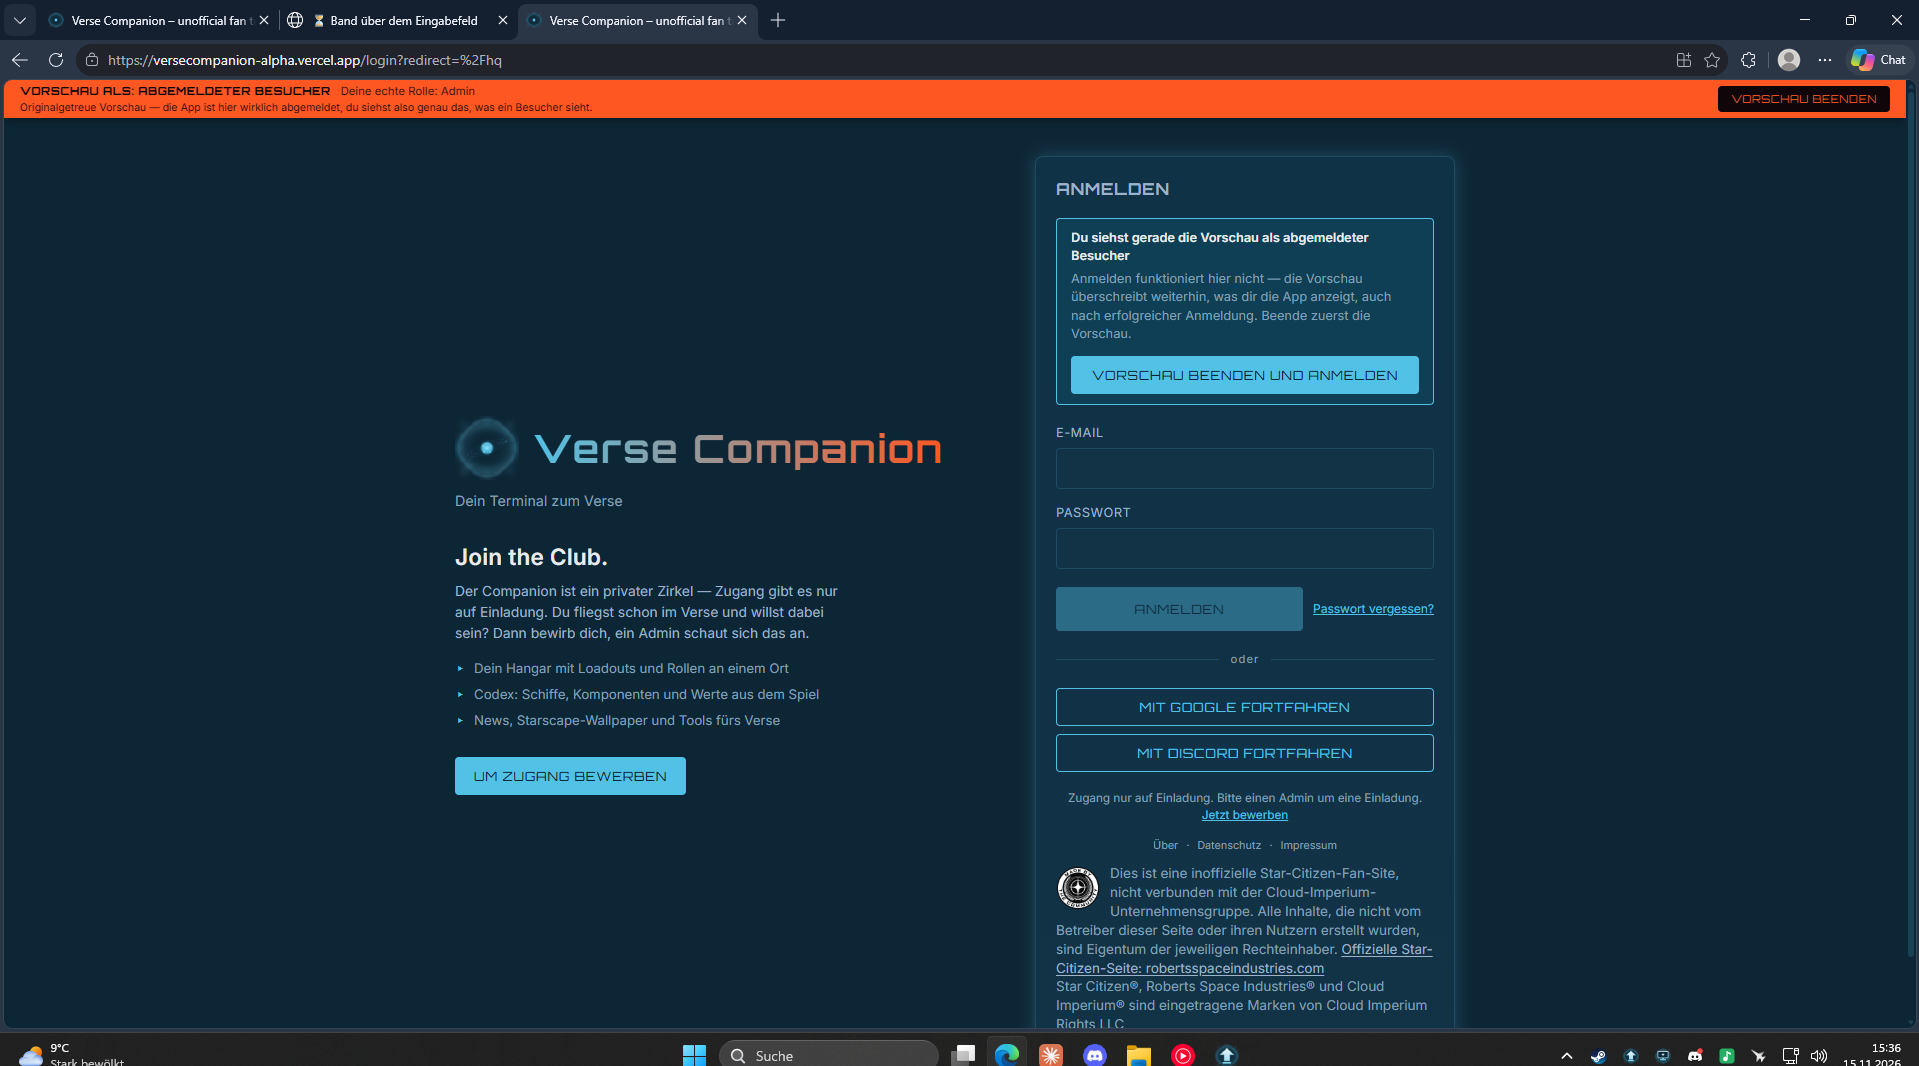 Verse Companion – unofficial fan t
⏳ Band über dem Eingabefeld
Verse Companion – unofficial fan t
https://versecompanion-alpha.vercel.app/login?redirect=%2Fhq
Chat
VORSCHAU ALS: ABGEMELDETER BESUCHER Deine echte Rolle: Admin
Originalgetreue Vorschau — die App ist hier wirklich abgemeldet, du siehst also genau das, was ein Besucher sieht.
VORSCHAU BEENDEN
Verse Companion
Dein Terminal zum Verse
Join the Club.
Der Companion ist ein privater Zirkel — Zugang gibt es nur
auf Einladung. Du fliegst schon im Verse und willst dabei
sein? Dann bewirb dich, ein Admin schaut sich das an.
Dein Hangar mit Loadouts und Rollen an einem Ort
Codex: Schiffe, Komponenten und Werte aus dem Spiel
News, Starscape-Wallpaper und Tools fürs Verse
UM ZUGANG BEWERBEN
ANMELDEN
Du siehst gerade die Vorschau als abgemeldeter
Besucher
Anmelden funktioniert hier nicht — die Vorschau
überschreibt weiterhin, was dir die App anzeigt, auch
nach erfolgreicher Anmeldung. Beende zuerst die
Vorschau.
VORSCHAU BEENDEN UND ANMELDEN
E-MAIL
PASSWORT
ANMELDEN
Passwort vergessen?
oder
MIT GOOGLE FORTFAHREN
MIT DISCORD FORTFAHREN
Zugang nur auf Einladung. Bitte einen Admin um eine Einladung.
Jetzt bewerben
Über · Datenschutz · Impressum
MADE BY THE COMMUNITY
Dies ist eine inoffizielle Star-Citizen-Fan-Site,
nicht verbunden mit der Cloud-Imperium-
Unternehmensgruppe. Alle Inhalte, die nicht vom
Betreiber dieser Seite oder ihren Nutzern erstellt wurden,
sind Eigentum der jeweiligen Rechteinhaber. Offizielle Star-
Citizen-Seite: robertsspaceindustries.com
Star Citizen®, Roberts Space Industries® und Cloud
Imperium® sind eingetragene Marken von Cloud Imperium
Rights LLC
9°C
Stark bewölkt
Suche
15:36
15.11.2026